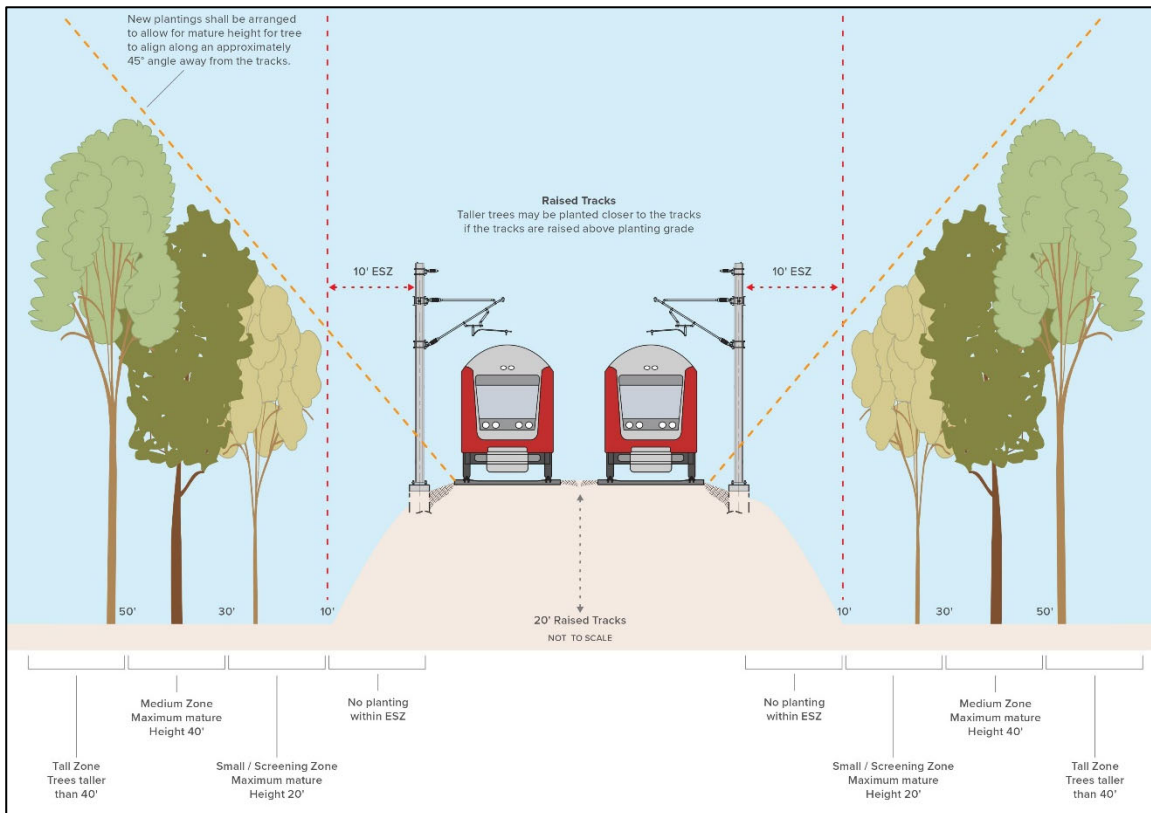 New plantings shall be arranged
to allow for mature height for tree
to align along an approximately
45° angle away from the tracks.
Raised Tracks
Taller trees may be planted closer to the tracks
if the tracks are raised above planting grade
10' ESZ
10' ESZ
50'
30'
10'
10'
30'
50'
20' Raised Tracks
NOT TO SCALE
Tall Zone
Trees taller
than 40'
Medium Zone
Maximum mature
Height 40'
Small / Screening Zone
Maximum mature
Height 20'
No planting
within ESZ
No planting
within ESZ
Small / Screening Zone
Maximum mature
Height 20'
Medium Zone
Maximum mature
Height 40'
Tall Zone
Trees taller
than 40'